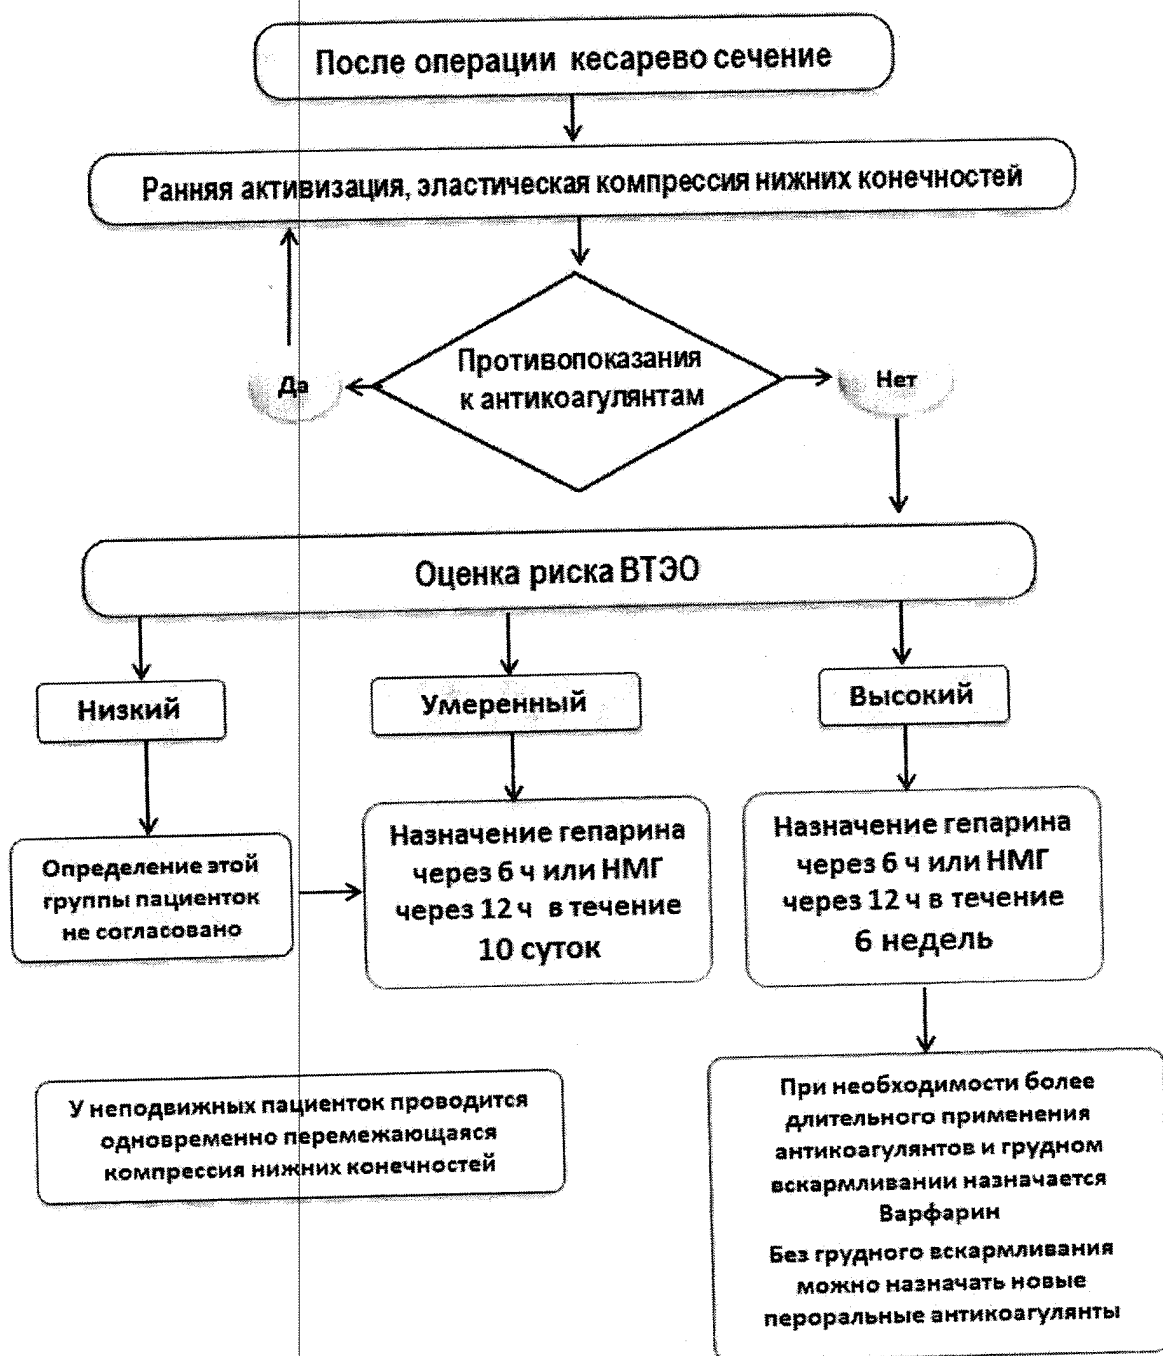 После операции кесарево сечение
Ранняя активизация, эластическая компрессия нижних конечностей
Противопоказания
к антикоагулянтам
Да
Нет
Оценка риска ВТЭО
Низкий
Умеренный
Высокий
Определение этой
группы пациенток
не согласовано
Назначение гепарина
через 6 ч или НМГ
через 12 ч в течение
10 суток
Назначение гепарина
через 6 ч или НМГ
через 12 ч в течение
6 недель
У неподвижных пациенток проводится
одновременно перемежающаяся
компрессия нижних конечностей
При необходимости более
длительного применения
антикоагулянтов и грудном
вскармливании назначается
Варфарин
Без грудного вскармливания
можно назначать новые
пероральные антикоагулянты